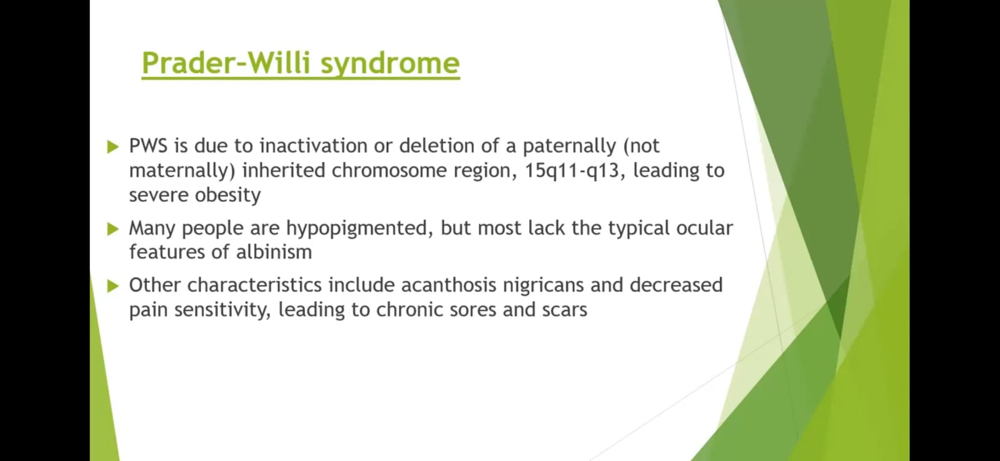 Prader-Willi syndrome
PWS is due to inactivation or deletion of a paternally (not
maternally) inherited chromosome region, 15q11-q13, leading to
severe obesity
Many people are hypopigmented, but most lack the typical ocular
features of albinism
Other characteristics include acanthosis nigricans and decreased
pain sensitivity, leading to chronic sores and scars